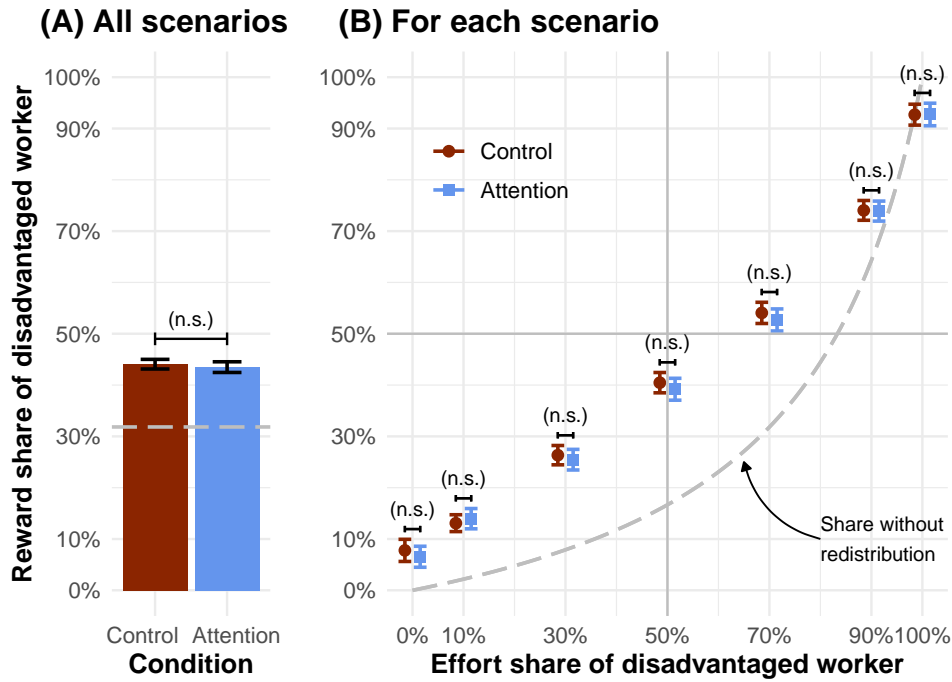 (A) All scenarios
Reward share of disadvantaged worker
100%
90%
70%
50%
30%
10%
0%
(n.s.)
Control
Attention
Condition
(B) For each scenario
100%
90%
70%
50%
30%
10%
0%
Control
Attention
(n.s.)
(n.s.)
(n.s.)
(n.s.)
(n.s.)
(n.s.)
(n.s.)
Share without
redistribution
0%
10%
30%
50%
70%
90%
100%
Effort share of disadvantaged worker